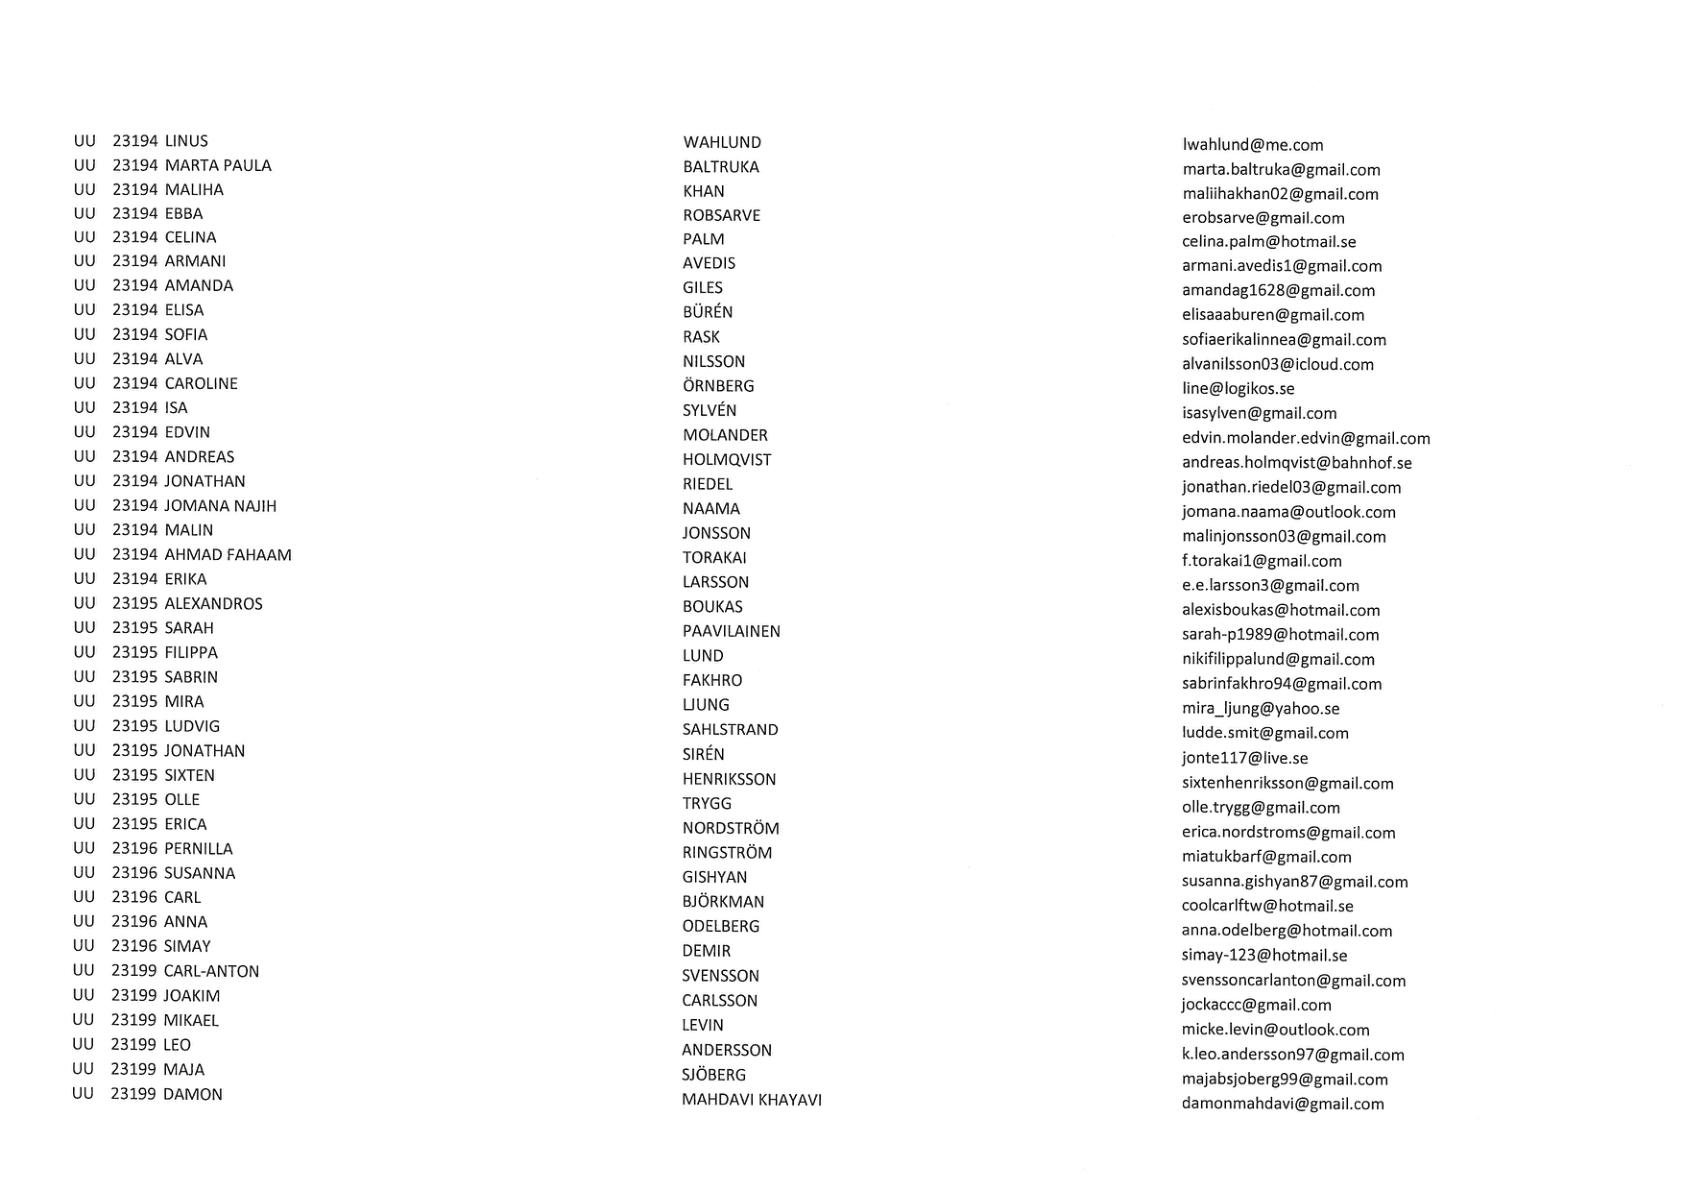 UU 23194 LINUS WAHLUND lwahlund@me.com
UU 23194 MARTA PAULA BALTRUKA marta.baltruka@gmail.com
UU 23194 MALIHA KHAN maliihakhan02@gmail.com
UU 23194 EBBA ROBSARVE erobsarve@gmail.com
UU 23194 CELINA PALM celina.palm@hotmail.se
UU 23194 ARMANI AVEDIS armani.avedis1@gmail.com
UU 23194 AMANDA GILES amandag1628@gmail.com
UU 23194 ELISA BÜRÉN elisaaaburen@gmail.com
UU 23194 SOFIA RASK sofiaerikalinnea@gmail.com
UU 23194 ALVA NILSSON alvanilsson03@icloud.com
UU 23194 CAROLINE ÖRNBERG line@logikos.se
UU 23194 ISA SYLVÉN isasylven@gmail.com
UU 23194 EDVIN MOLANDER edvin.molander.edvin@gmail.com
UU 23194 ANDREAS HOLMQVIST andreas.holmqvist@bahnhof.se
UU 23194 JONATHAN RIEDEL jonathan.riedel03@gmail.com
UU 23194 JOMANA NAJIH NAAMA jomana.naama@outlook.com
UU 23194 MALIN JONSSON malinjonsson03@gmail.com
UU 23194 AHMAD FAHAAM TORAKAI f.torakai1@gmail.com
UU 23194 ERIKA LARSSON e.e.larsson3@gmail.com
UU 23195 ALEXANDROS BOUKAS alexisboukas@hotmail.com
UU 23195 SARAH PAAVILAINEN sarah-p1989@hotmail.com
UU 23195 FILIPPA LUND nikifilippalund@gmail.com
UU 23195 SABRIN FAKHRO sabrinfakhro94@gmail.com
UU 23195 MIRA LJUNG mira_ljung@yahoo.se
UU 23195 LUDVIG SAHLSTRAND ludde.smit@gmail.com
UU 23195 JONATHAN SIRÉN jonte117@live.se
UU 23195 SIXTEN HENRIKSSON sixtenhenriksson@gmail.com
UU 23195 OLLE TRYGG olle.trygg@gmail.com
UU 23195 ERICA NORDSTRÖM erica.nordstroms@gmail.com
UU 23196 PERNILLA RINGSTRÖM miatukbarf@gmail.com
UU 23196 SUSANNA GISHYAN susanna.gishyan87@gmail.com
UU 23196 CARL BJÖRKMAN coolcarlftw@hotmail.se
UU 23196 ANNA ODELBERG anna.odelberg@hotmail.com
UU 23196 SIMAY DEMIR simay-123@hotmail.se
UU 23199 CARL-ANTON SVENSSON svenssoncarlanton@gmail.com
UU 23199 JOAKIM CARLSSON jockaccc@gmail.com
UU 23199 MIKAEL LEVIN micke.levin@outlook.com
UU 23199 LEO ANDERSSON k.leo.andersson97@gmail.com
UU 23199 MAJA SJÖBERG majabsjoberg99@gmail.com
UU 23199 DAMON MAHDAVI KHAYAVI damonmahdavi@gmail.com